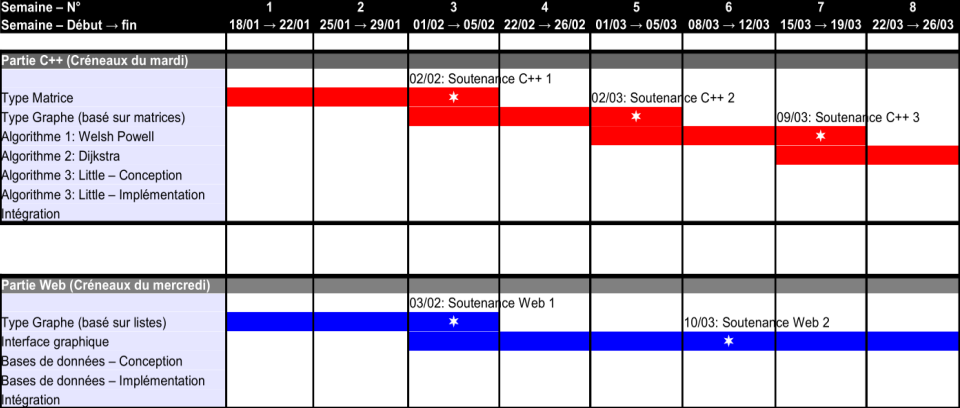 Semaine – N° 1 2 3 4 5 6 7 8
Semaine – Début → fin 18/01 → 22/01 25/01 → 29/01 01/02 → 05/02 22/02 → 26/02 01/03 → 05/03 08/03 → 12/03 15/03 → 19/03 22/03 → 26/03
Partie C++ (Créneaux du mardi)
02/02: Soutenance C++ 1
Type Matrice
02/03: Soutenance C++ 2
Type Graphe (basé sur matrices)
09/03: Soutenance C++ 3
Algorithme 1: Welsh Powell
Algorithme 2: Dijkstra
Algorithme 3: Little – Conception
Algorithme 3: Little – Implémentation
Intégration
Partie Web (Créneaux du mercredi)
03/02: Soutenance Web 1
Type Graphe (basé sur listes)
10/03: Soutenance Web 2
Interface graphique
Bases de données – Conception
Bases de données – Implémentation
Intégration